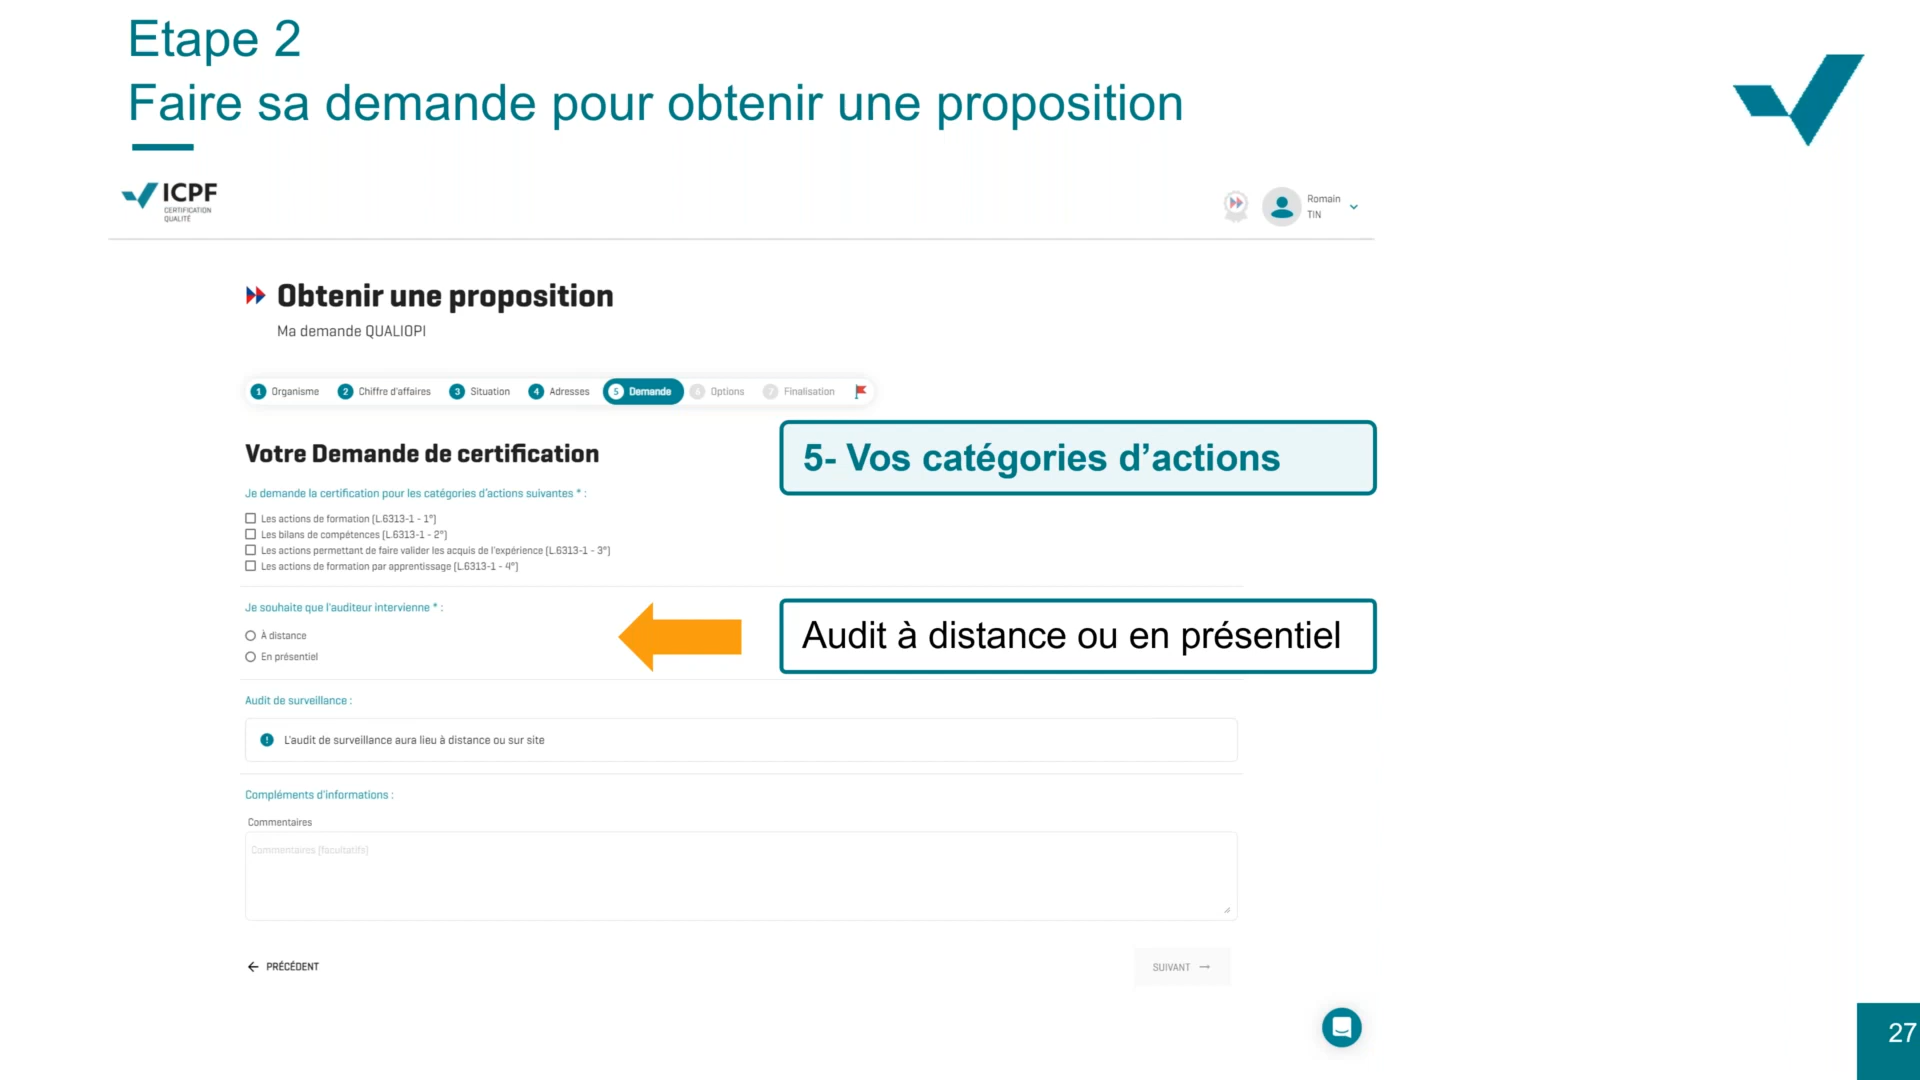 Etape 2
Faire sa demande pour obtenir une proposition
ICPF
CERTIFICATION
QUALITÉ
Romain
TIN
Obtenir une proposition
Ma demande QUALIOPI
1 Organisme 2 Chiffre d'affaires 3 Situation 4 Adresses 5 Demande 6 Options 7 Finalisation
Votre Demande de certification
5- Vos catégories d’actions
Je demande la certification pour les catégories d'actions suivantes * :
Les actions de formation (L.6313-1 - 1°)
Les bilans de compétences (L.6313-1 - 2°)
Les actions permettant de faire valider les acquis de l'expérience (L.6313-1 - 3°)
Les actions de formation par apprentissage (L.6313-1 - 4°)
Je souhaite que l'auditeur intervienne * :
À distance
En présentiel
Audit à distance ou en présentiel
Audit de surveillance :
! L'audit de surveillance aura lieu à distance ou sur site
Compléments d'informations :
Commentaires
Commentaires (facultatifs)
← PRÉCÉDENT
SUIVANT →
27